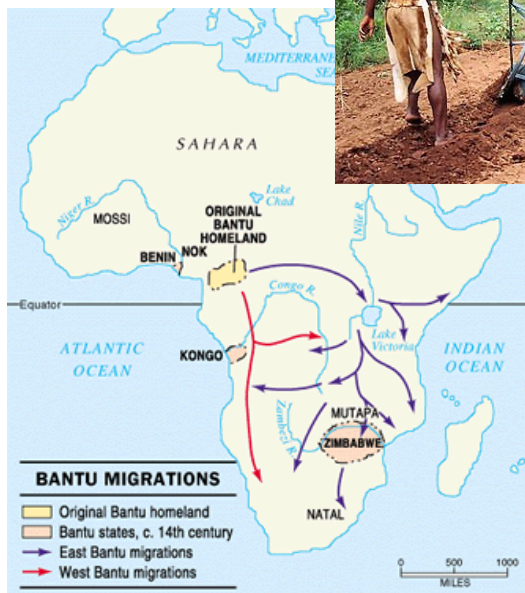 MEDITERRANE
SEA
SAHARA
Lake
Chad
Niger R.
MOSSI
ORIGINAL
BANTU
HOMELAND
Nile R.
BENIN
NOK
Congo R.
Equator
ATLANTIC
OCEAN
KONGO
Lake
Victoria
INDIAN
OCEAN
Zambezi R.
MUTAPA
ZIMBABWE
NATAL
BANTU MIGRATIONS
Original Bantu homeland
Bantu states, c. 14th century
East Bantu migrations
West Bantu migrations
0 500 1000
MILES